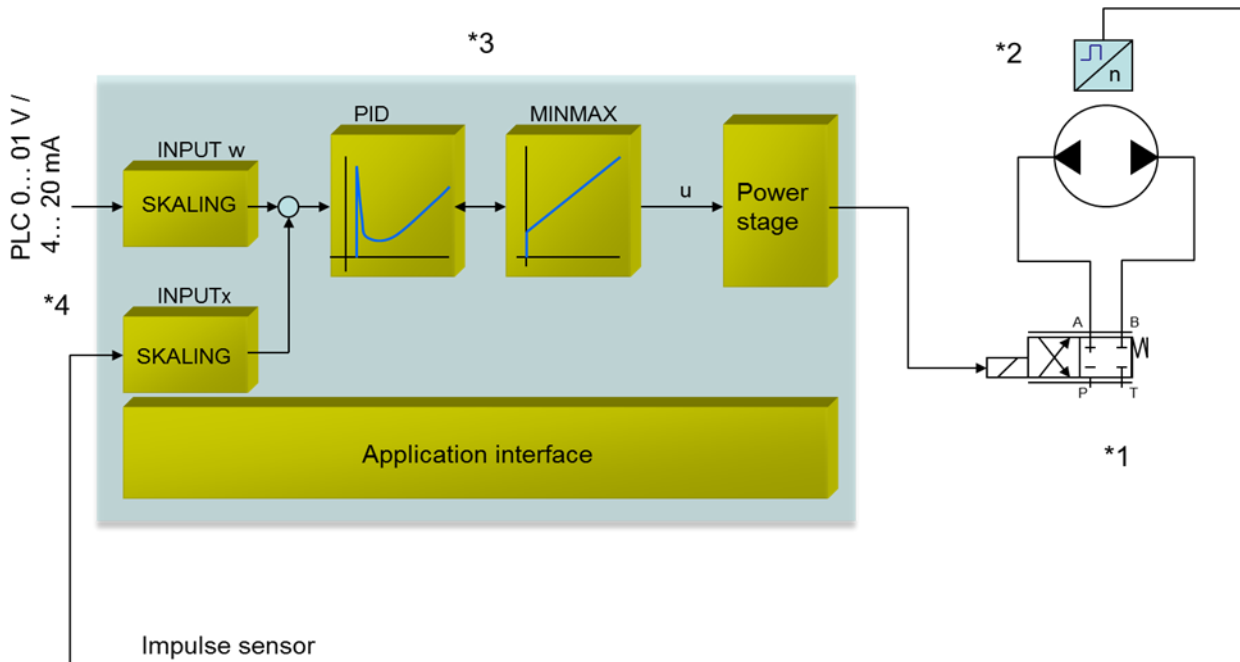 *3
*2
n
PLC 0... 01 V /
4... 20 mA
INPUT w
SKALING
PID
MINMAX
u
Power
stage
*4
INPUTx
SKALING
A
B
P
T
Application interface
*1
Impulse sensor